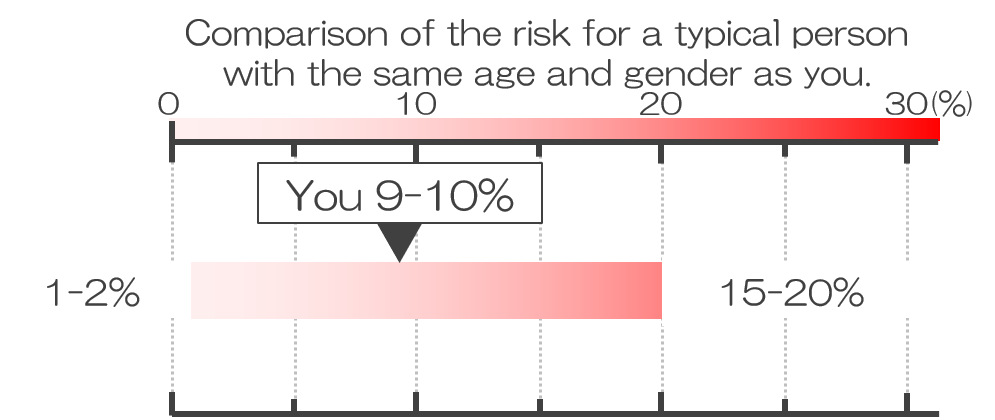 Comparison of the risk for a typical person
with the same age and gender as you.
0 10 20 30(%)
You 9-10%
1-2% 15-20%